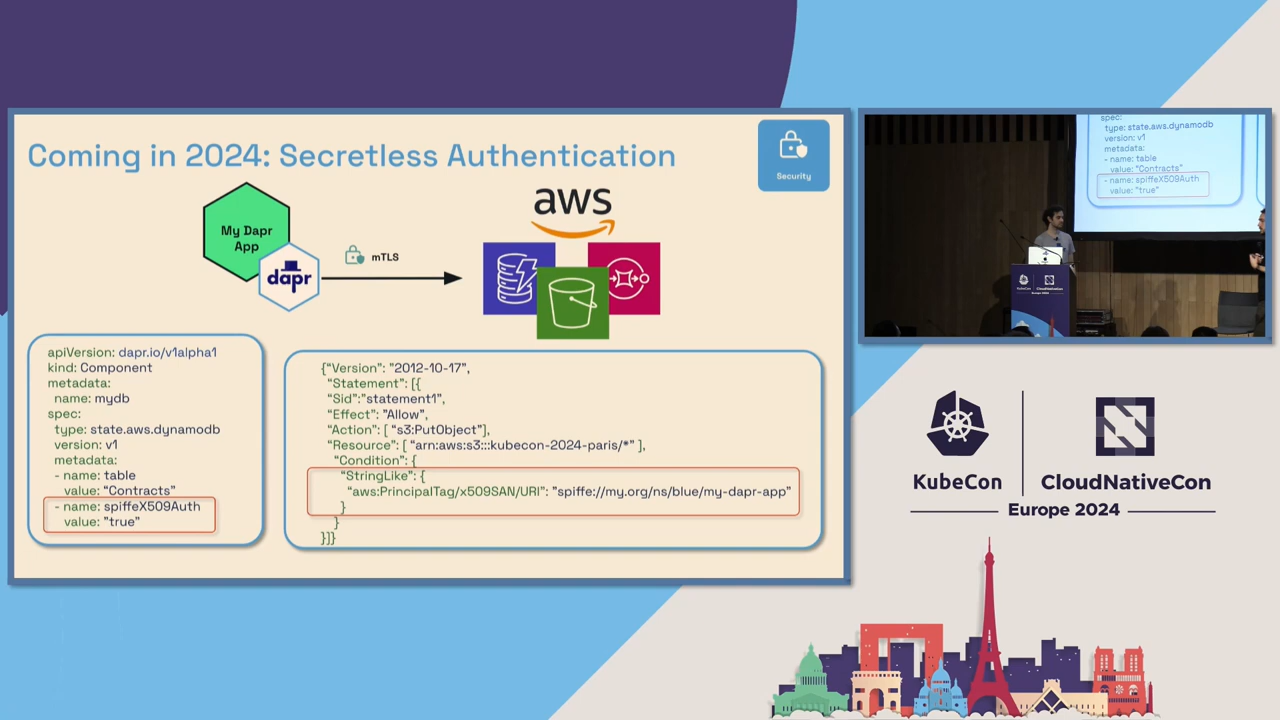 Coming in 2024: Secretless Authentication
Security
My Dapr
App
dapr
mTLS
aws
apiVersion: dapr.io/v1alpha1
kind: Component
metadata:
name: mydb
spec:
type: state.aws.dynamodb
version: v1
metadata:
- name: table
value: “Contracts”
- name: spiffeX509Auth
value: "true"
{“Version”: "2012-10-17”,
“Statement”: [{
“Sid”:”statement1”,
“Effect”: "Allow”,
“Action”: [ “s3:PutObject”],
“Resource”: [ “arn:aws:s3:::kubecon-2024-paris/*” ],
“Condition”: {
“StringLike”: {
“aws:PrincipalTag/x509SAN/URI”: "spiffe://my.org/ns/blue/my-dapr-app”
}
}
}]}
spec:
type: state.aws.dynamodb
version: v1
metadata:
- name: table
value: “Contracts”
- name: spiffeX509Auth
value: "true"
KubeCon
CloudNativeCon
Europe 2024
KubeCon
CloudNativeCon
Europe 2024